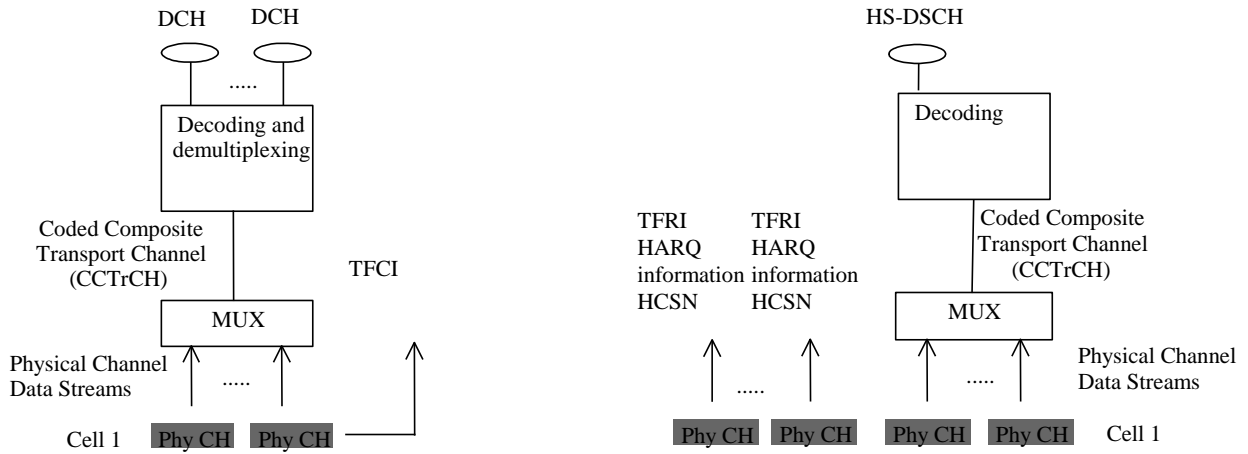 DCH DCH
.....
Decoding and
demultiplexing
Coded Composite
Transport Channel
(CCTrCH)
TFCI
MUX
Physical Channel
Data Streams
.....
Cell 1 Phy CH Phy CH
HS-DSCH
Decoding
TFRI
HARQ
information
HCSN
TFRI
HARQ
information
HCSN
Coded Composite
Transport Channel
(CCTrCH)
MUX
Physical Channel
Data Streams
.....
.....
Phy CH Phy CH Phy CH Phy CH Cell 1